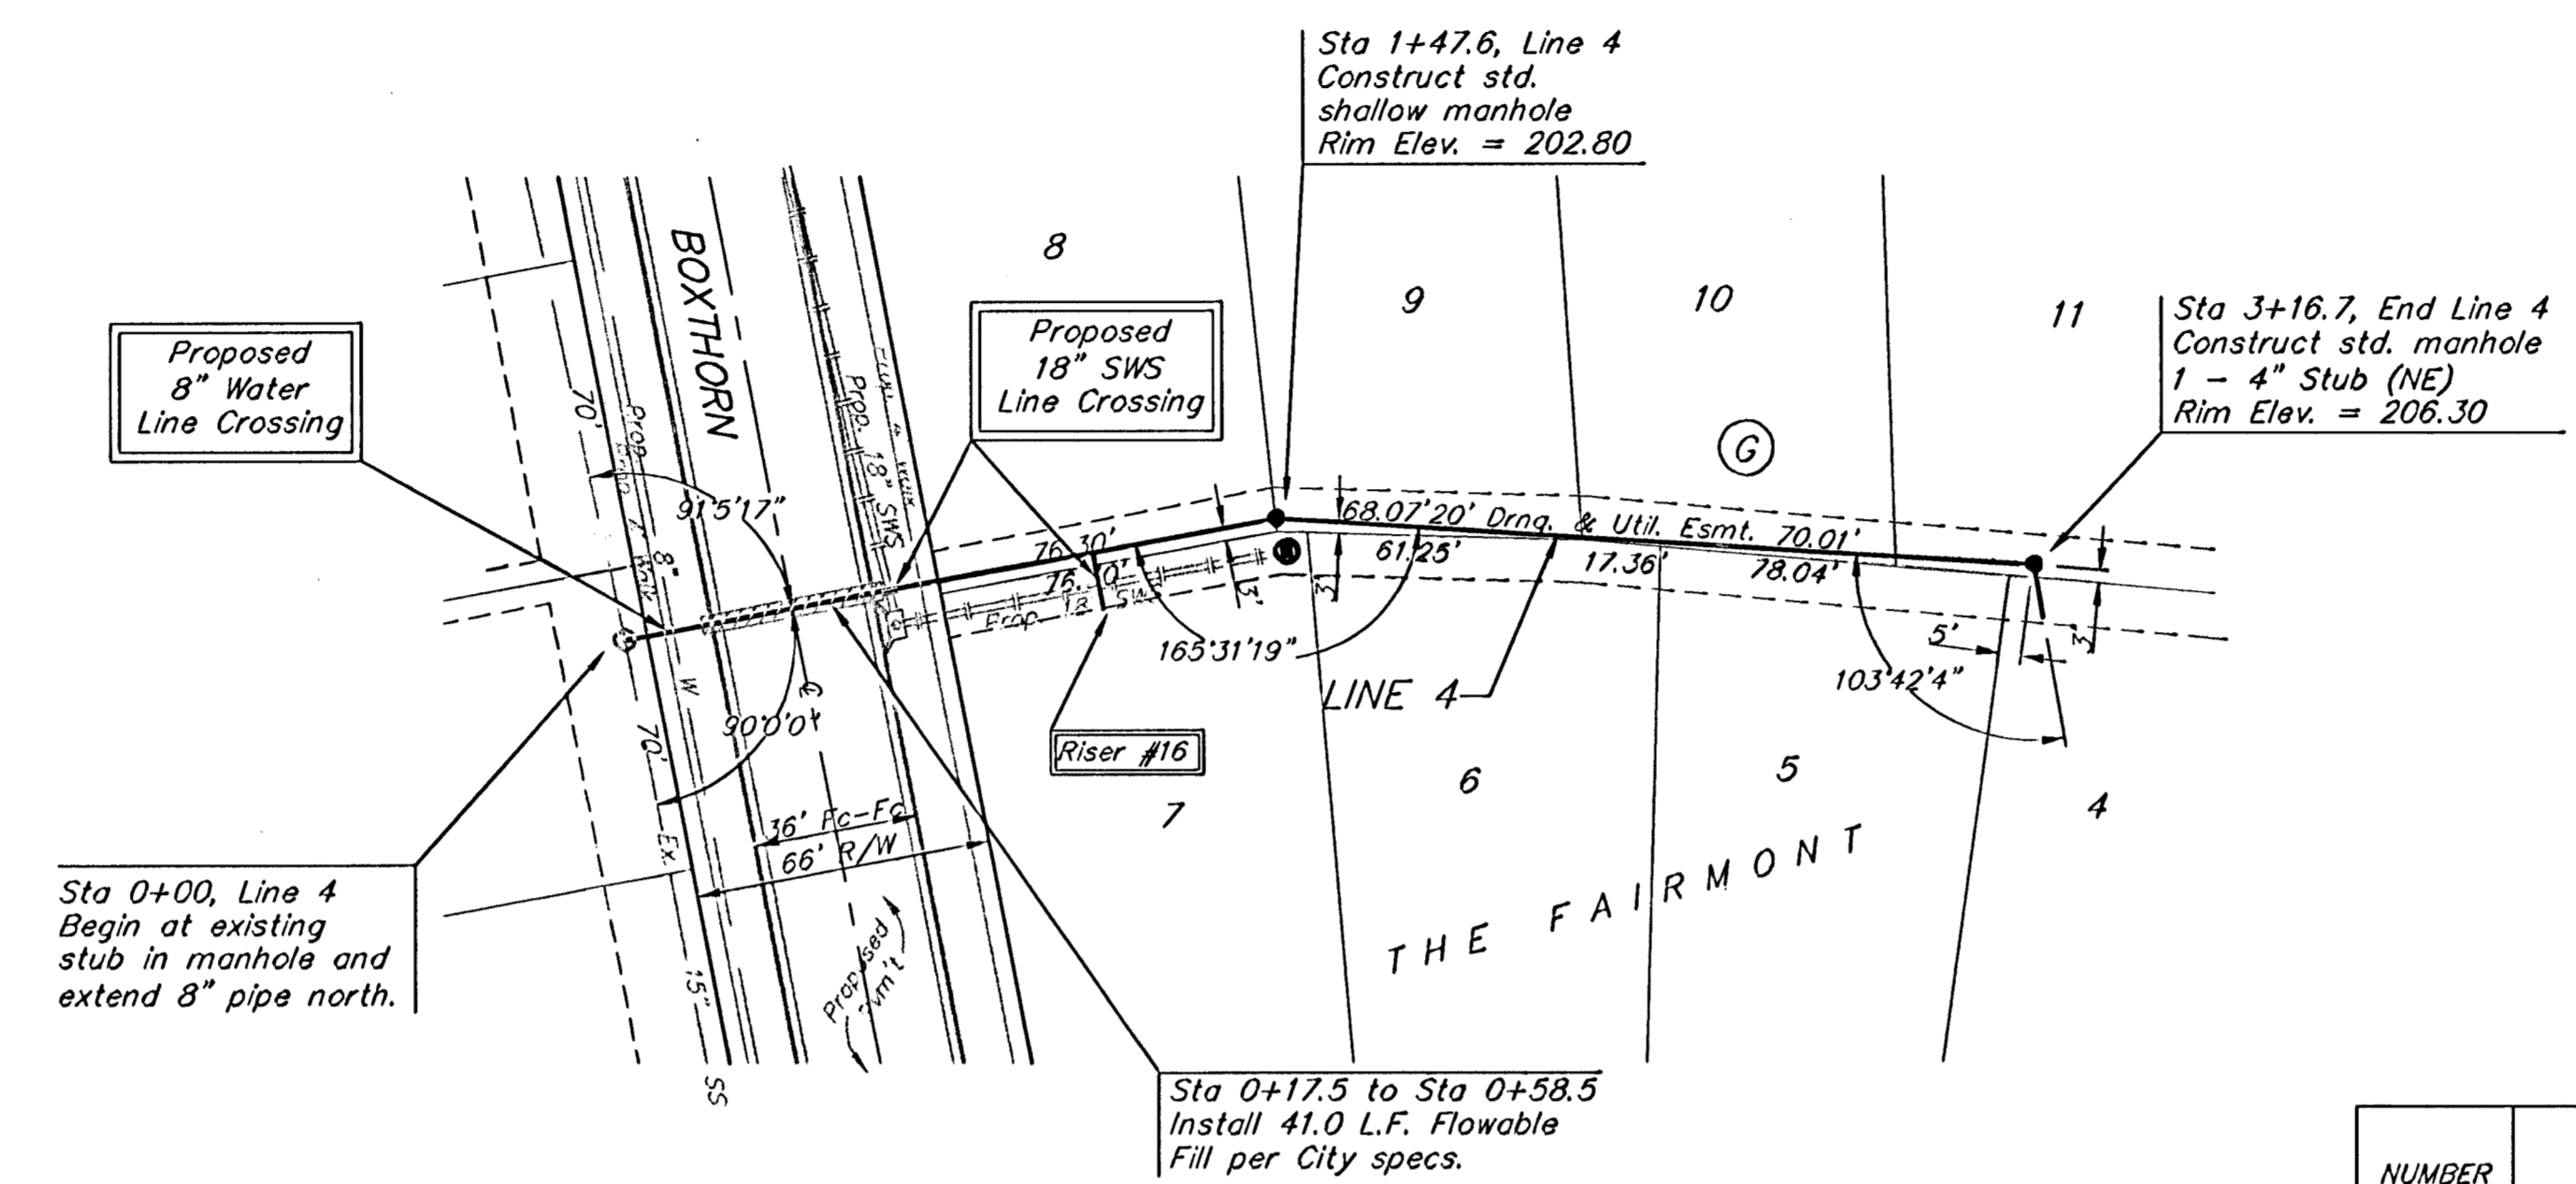 Sta 1+47.6, Line 4
Construct std.
shallow manhole
Rim Elev. = 202.80
8
9
10
11
BOXTHORN
Proposed
8" Water
Line Crossing
Proposed
18" SWS
Line Crossing
Sta 3+16.7, End Line 4
Construct std. manhole
1 - 4" Stub (NE)
Rim Elev. = 206.30
G
70'
Prop
Prop. 18" SWS
91°5'17"
8"
68.07'
20' Drng. & Util. Esmt.
70.01'
76.30'
61.25'
17.36'
78.04'
3'
3'
Prop.
165°31'19"
LINE 4
5'
3'
103°42'4"
W
90°0'0"
70'
Riser #16
7
6
5
4
36' Fc-Fc
66' R/W
Ex.
15"
SS
THE FAIRMONT
Sta 0+00, Line 4
Begin at existing
stub in manhole and
extend 8" pipe north.
Proposed
Sta 0+17.5 to Sta 0+58.5
Install 41.0 L.F. Flowable
Fill per City specs.
NUMBER